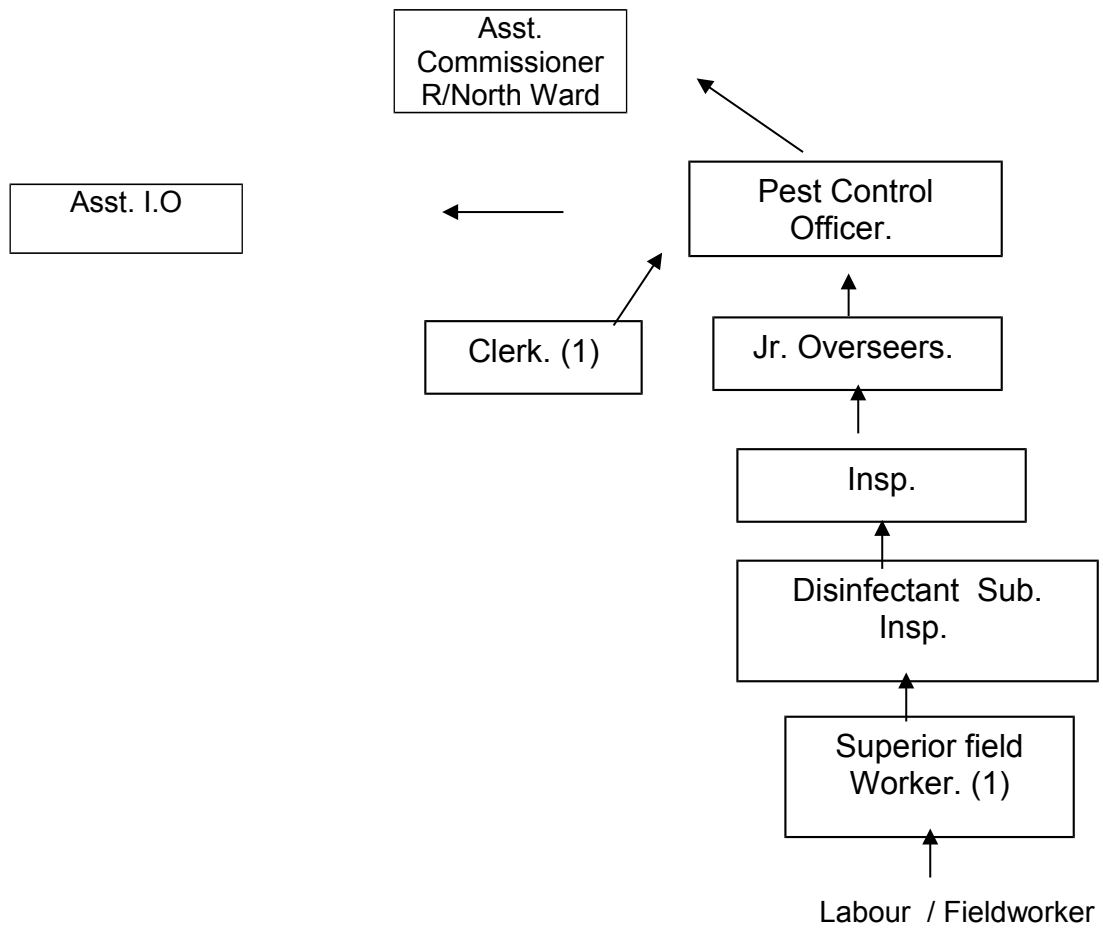 Asst.
Commissioner
R/North Ward
Pest Control
Officer.
Asst. I.O
Clerk. (1)
Jr. Overseers.
Insp.
Disinfectant  Sub.
Insp.
Superior field
Worker. (1)
Labour  / Fieldworker